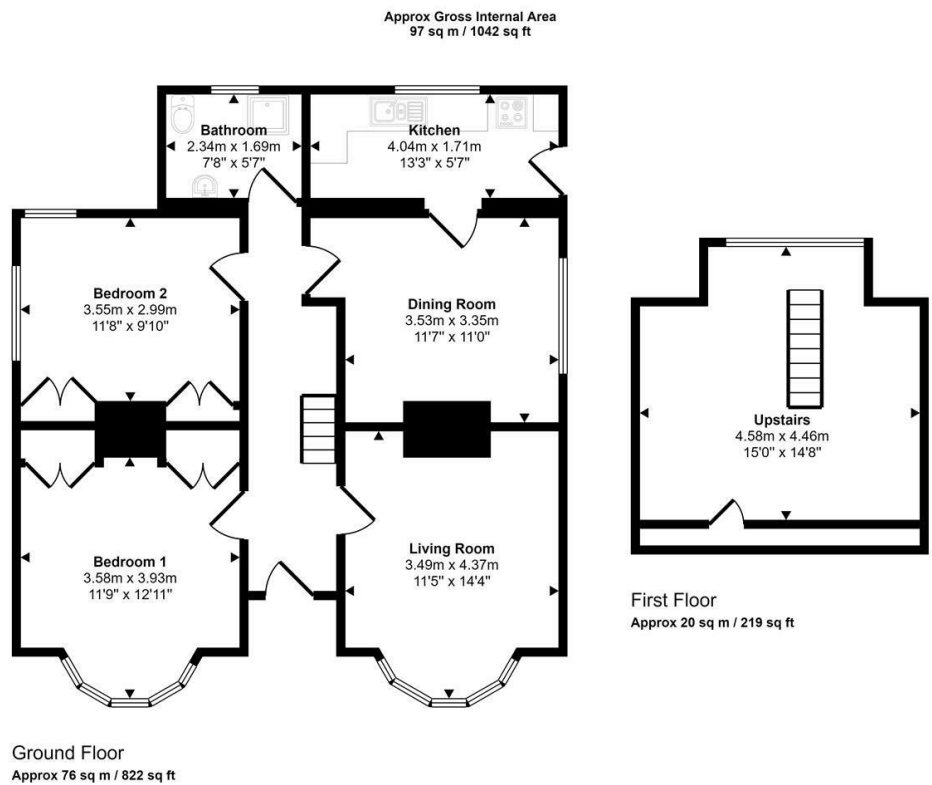 Approx Gross Internal Area
97 sq m / 1042 sq ft
Bathroom
2.34m x 1.69m
7'8" x 5'7"
Kitchen
4.04m x 1.71m
13'3" x 5'7"
Bedroom 2
3.55m x 2.99m
11'8" x 9'10"
Dining Room
3.53m x 3.35m
11'7" x 11'0"
Upstairs
4.58m x 4.46m
15'0" x 14'8"
Bedroom 1
3.58m x 3.93m
11'9" x 12'11"
Living Room
3.49m x 4.37m
11'5" x 14'4"
First Floor
Approx 20 sq m / 219 sq ft
Ground Floor
Approx 76 sq m / 822 sq ft